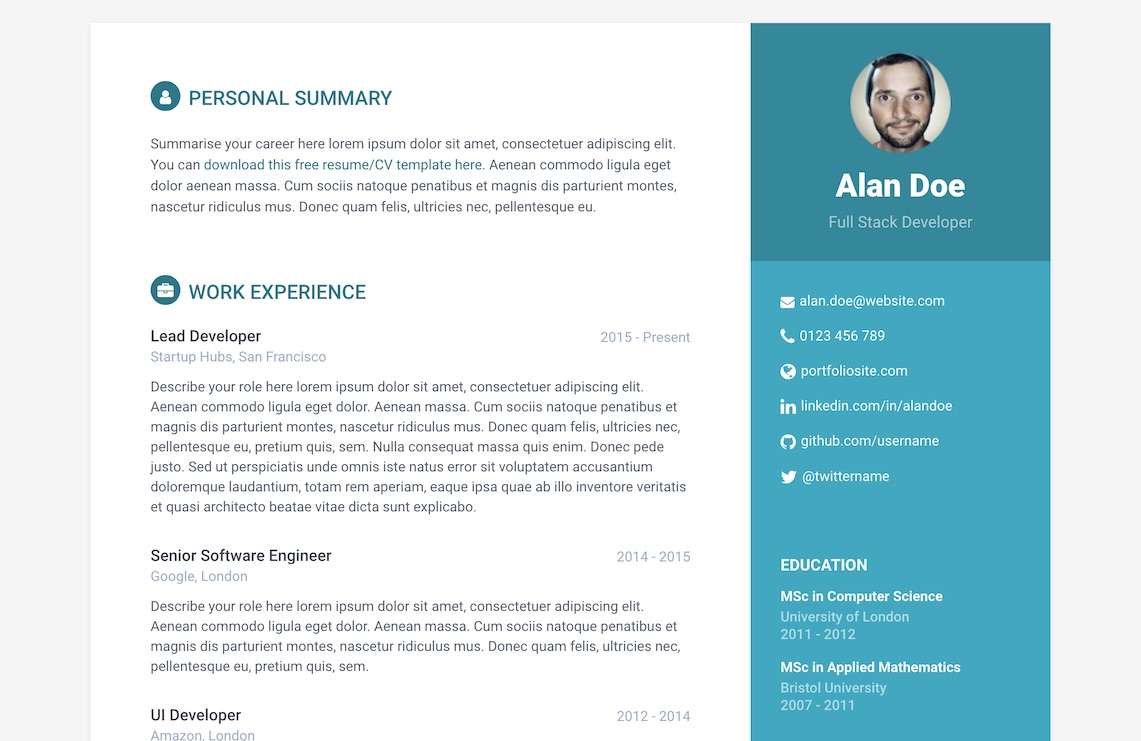 PERSONAL SUMMARY
Summarise your career here lorem ipsum dolor sit amet, consectetuer adipiscing elit.
You can download this free resume/CV template here. Aenean commodo ligula eget
dolor aenean massa. Cum sociis natoque penatibus et magnis dis parturient montes,
nascetur ridiculus mus. Donec quam felis, ultricies nec, pellentesque eu.
WORK EXPERIENCE
Lead Developer
2015 - Present
Startup Hubs, San Francisco
Describe your role here lorem ipsum dolor sit amet, consectetuer adipiscing elit.
Aenean commodo ligula eget dolor. Aenean massa. Cum sociis natoque penatibus et
magnis dis parturient montes, nascetur ridiculus mus. Donec quam felis, ultricies nec,
pellentesque eu, pretium quis, sem. Nulla consequat massa quis enim. Donec pede
justo. Sed ut perspiciatis unde omnis iste natus error sit voluptatem accusantium
doloremque laudantium, totam rem aperiam, eaque ipsa quae ab illo inventore veritatis
et quasi architecto beatae vitae dicta sunt explicabo.
Senior Software Engineer
2014 - 2015
Google, London
Describe your role here lorem ipsum dolor sit amet, consectetuer adipiscing elit.
Aenean commodo ligula eget dolor. Aenean massa. Cum sociis natoque penatibus et
magnis dis parturient montes, nascetur ridiculus mus. Donec quam felis, ultricies nec,
pellentesque eu, pretium quis, sem.
UI Developer
2012 - 2014
Amazon, London
Alan Doe
Full Stack Developer
alan.doe@website.com
0123 456 789
portfoliosite.com
linkedin.com/in/alandoe
github.com/username
@twittername
EDUCATION
MSc in Computer Science
University of London
2011 - 2012
MSc in Applied Mathematics
Bristol University
2007 - 2011